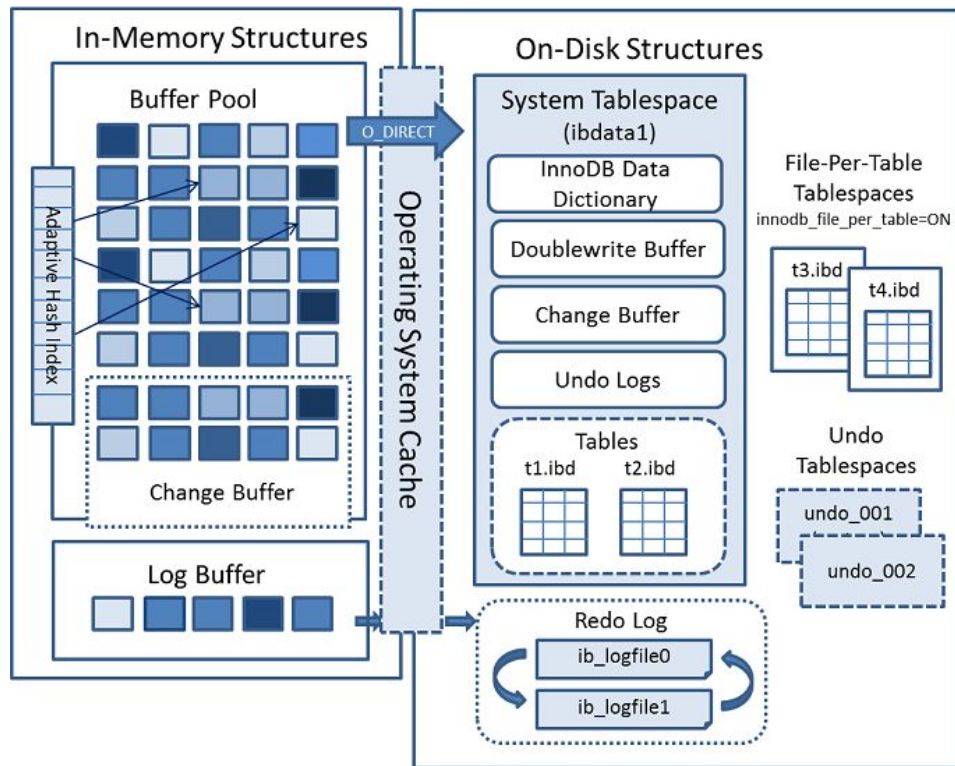 In-Memory Structures
Buffer Pool
Adaptive Hash Index
Change Buffer
Log Buffer
Operating System Cache
O_DIRECT
On-Disk Structures
System Tablespace
(ibdata1)
InnoDB Data
Dictionary
Doublewrite Buffer
Change Buffer
Undo Logs
Tables
t1.ibd
t2.ibd
Redo Log
ib_logfile0
ib_logfile1
File-Per-Table
Tablespaces
innodb_file_per_table=ON
t3.ibd
t4.ibd
Undo
Tablespaces
undo_001
undo_002